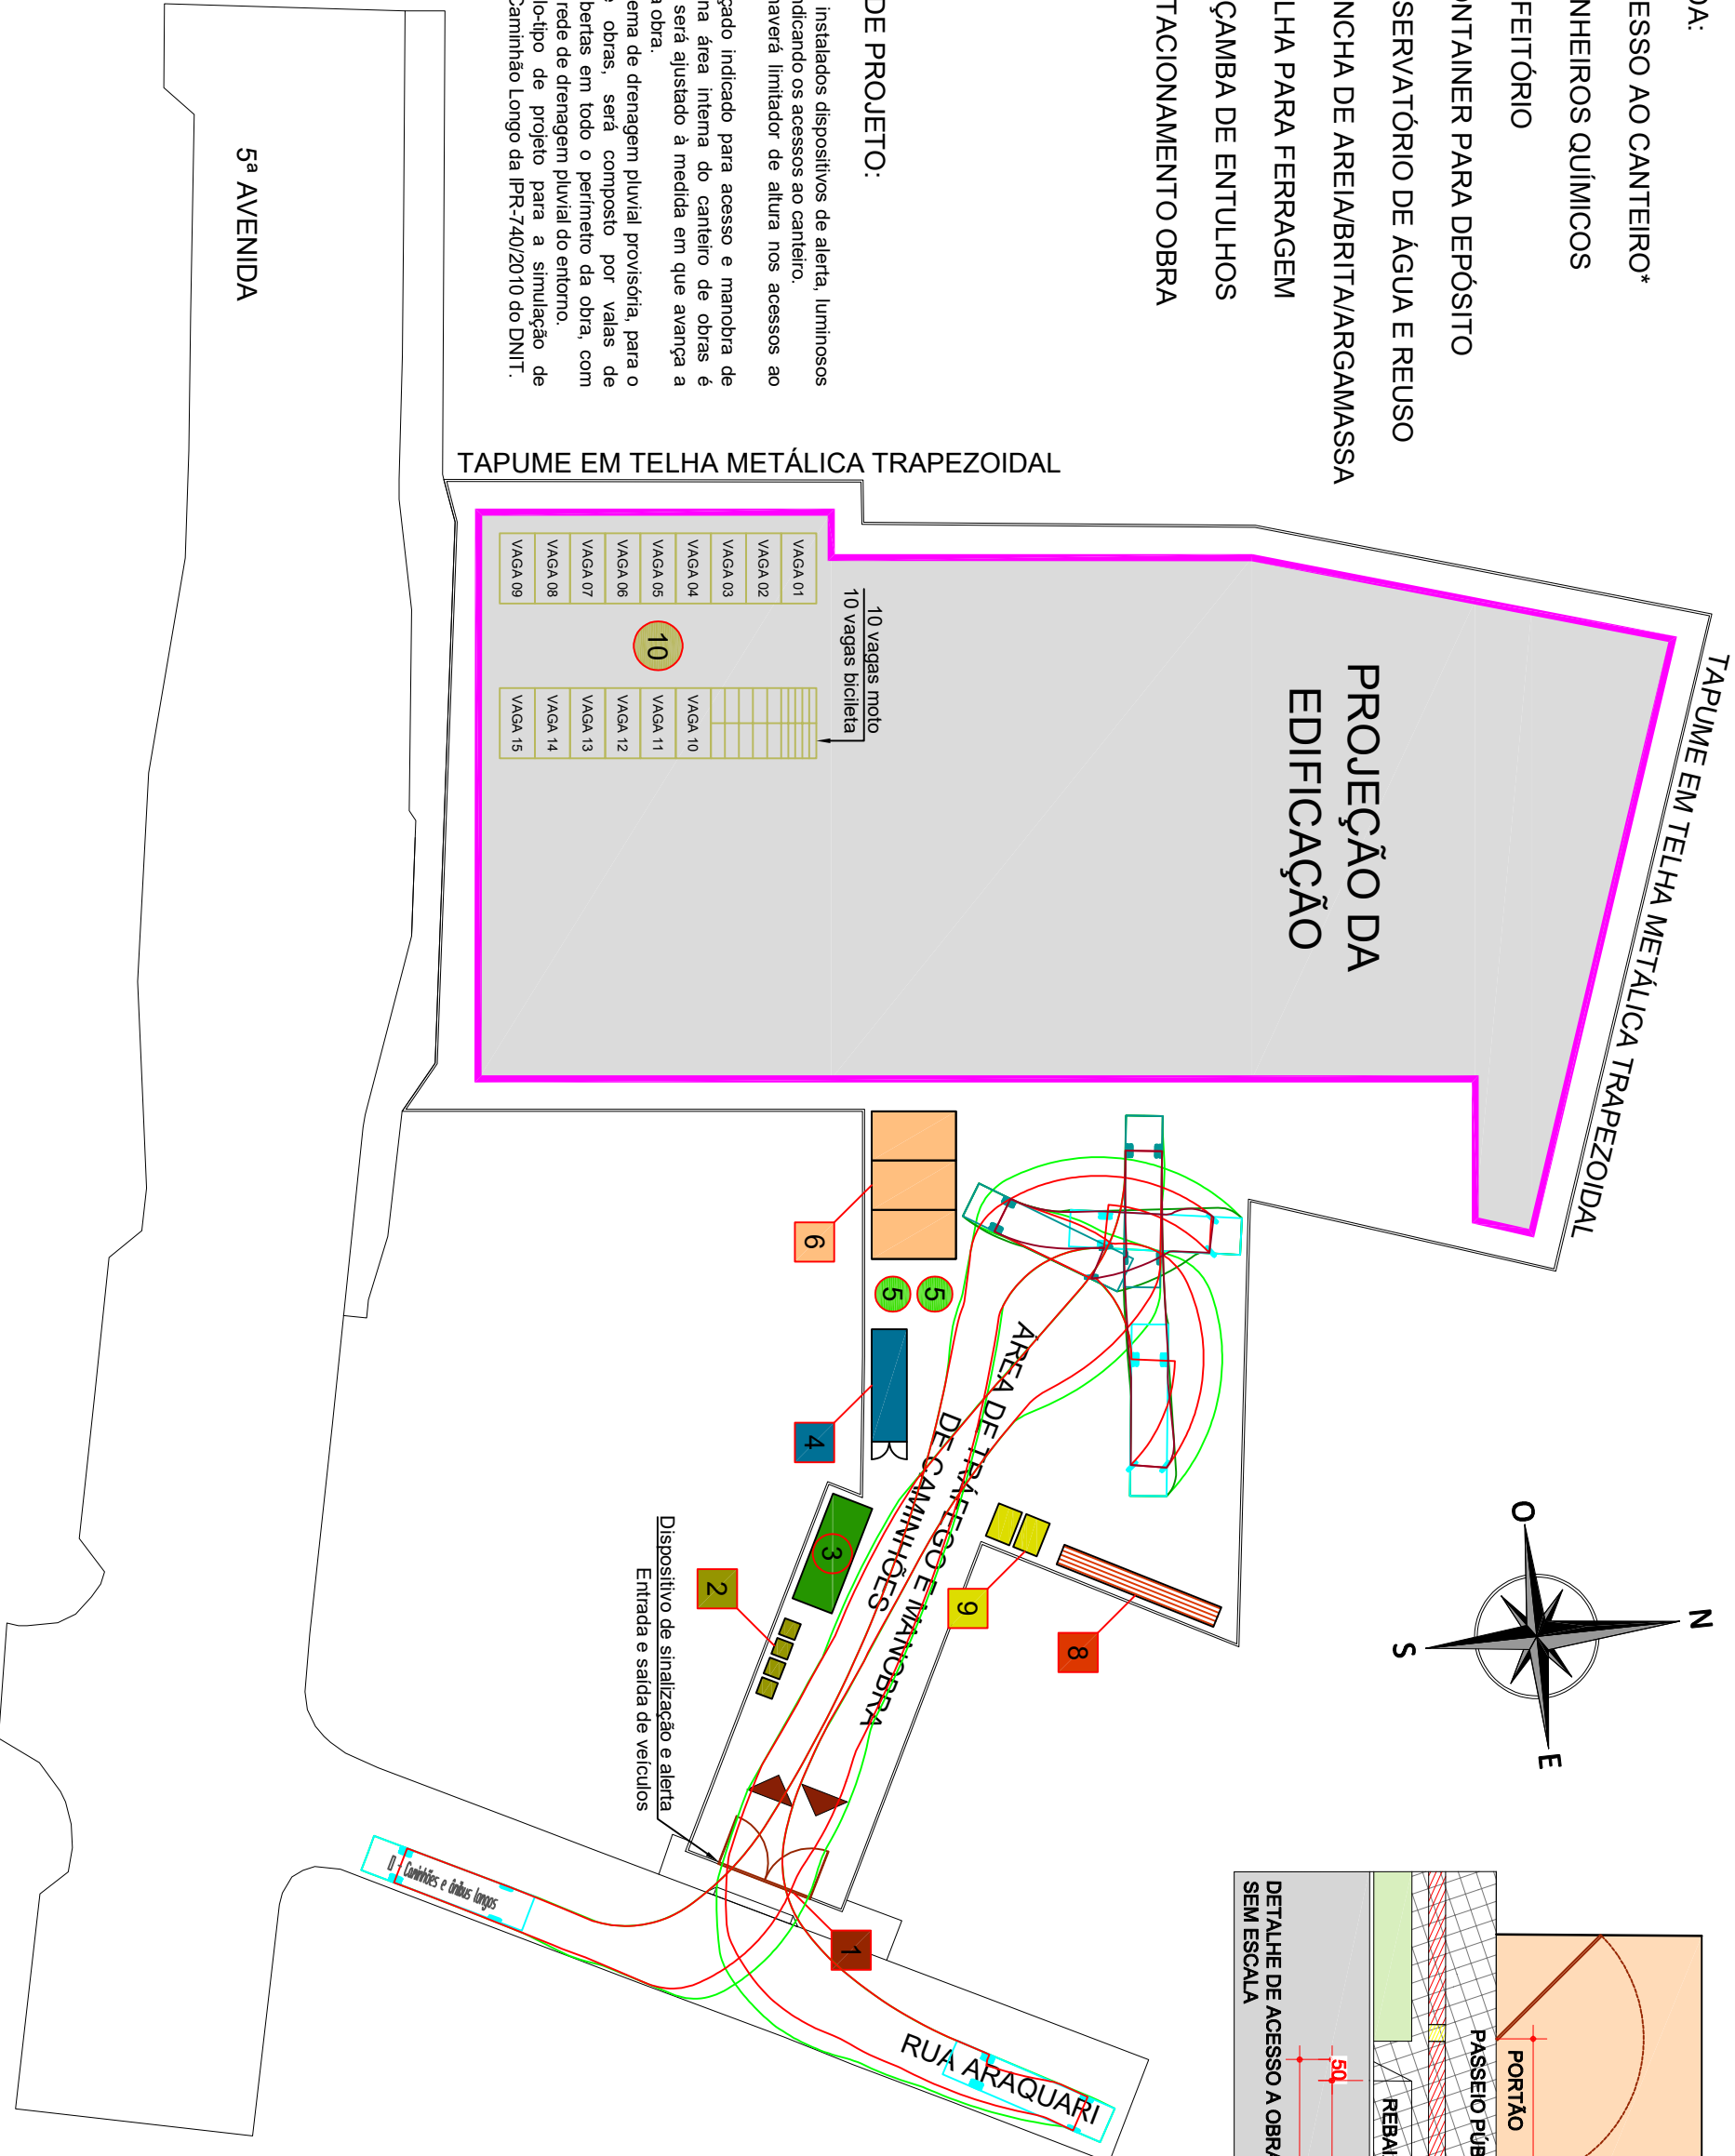 DA:
ESSO AO CANTEIRO*
NHEIROS QUÍMICOS
FEITÓRIO
ONTAINER PARA DEPÓSITO
SERVATÓRIO DE ÁGUA E REUSO
NCHA DE AREIA/BRITA/ARGAMASSA
LHA PARA FERRAGEM
ÇAMBA DE ENTULHOS
TACIONAMENTO OBRA
DE PROJETO:
instalados dispositivos de alerta, luminosos
ndicando os acessos ao canteiro.
haverá limitador de altura nos acessos ao
çado indicado para acesso e manobra de
na área interna do canteiro de obras é
será ajustado à medida em que avança a
a obra.
ema de drenagem pluvial provisória, para o
e obras, será composto por valas de
bertas em todo o perímetro da obra, com
rede de drenagem pluvial do entorno.
lo-tipo de projeto para a simulação de
Caminhão Longo da IPR-740/2010 do DNIT.
5ª AVENIDA
TAPUME EM TELHA METÁLICA TRAPEZOIDAL
TAPUME EM TELHA METÁLICA TRAPEZOIDAL
PROJEÇÃO DA
EDIFICAÇÃO
10 vagas moto
10 vagas bicileta
VAGA 01
VAGA 02
VAGA 03
VAGA 04
VAGA 05
VAGA 06
VAGA 07
VAGA 08
VAGA 09
10
VAGA 10
VAGA 11
VAGA 12
VAGA 13
VAGA 14
VAGA 15
6
5
5
4
3
2
9
8
1
ÁREA DE TRÁFEGO E MANOBRA
DE CAMINHÕES
Dispositivo de sinalização e alerta
Entrada e saída de veículos
O - Caminhões e ônibus longos
RUA ARAQUARI
N
O
E
S
PORTÃO
PASSEIO PÚB
REBAI
50
DETALHE DE ACESSO A OBRA
SEM ESCALA